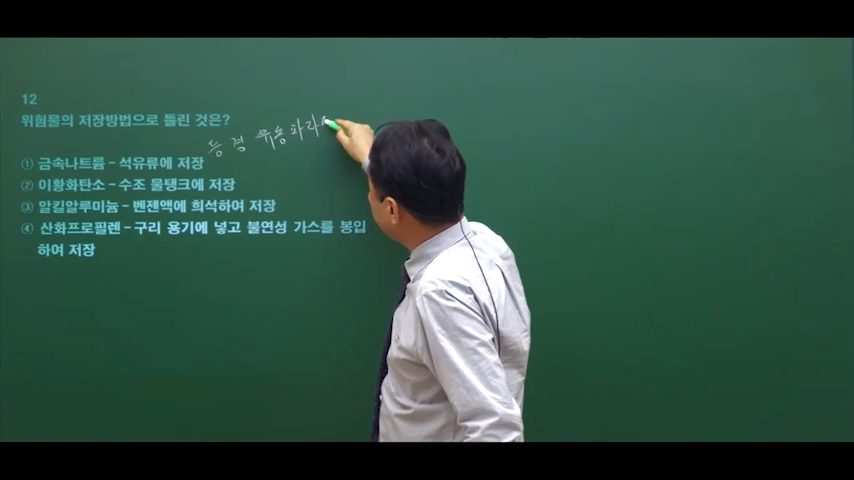 12
위험물의 저장방법으로 틀린 것은?
등 경 유동파라
① 금속나트륨 - 석유류에 저장
② 이황화탄소 - 수조 물탱크에 저장
③ 알킬알루미늄 - 벤젠액에 희석하여 저장
④ 산화프로필렌 - 구리 용기에 넣고 불연성 가스를 봉입
하여 저장